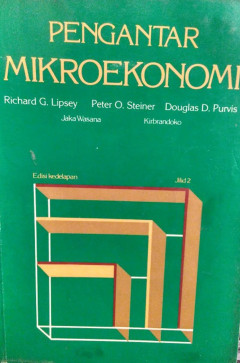 PENGANTAR
MIKROEKONOMI
Richard G. Lipsey Peter O. Steiner Douglas D. Purvis
Jaka Wasana Kirbrandoko
Edisi kedelapan Jilid 2